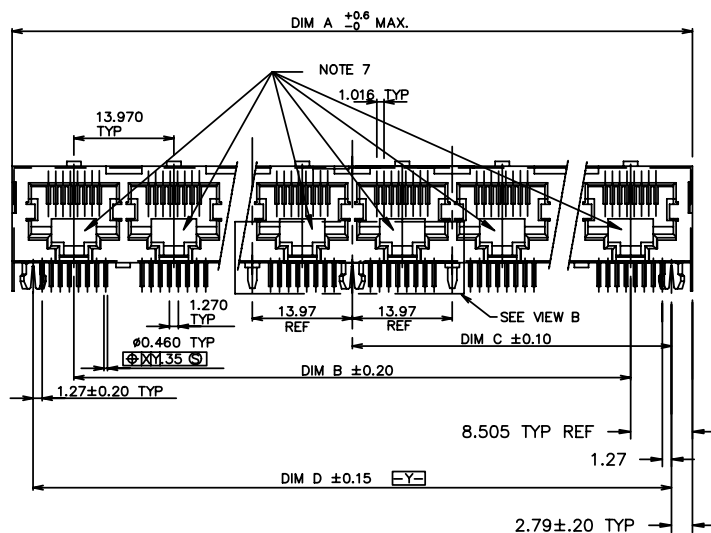 DIM A +0.6 -0 MAX.
NOTE 7
1.016 TYP
13.970
TYP
1.270
TYP
13.97
REF
13.97
REF
SEE VIEW B
ø0.460 TYP
⌖ XY .35 Ⓢ
DIM C ±0.10
DIM B ±0.20
1.27±0.20 TYP
8.505 TYP REF
1.27
DIM D ±0.15 -Y-
2.79±.20 TYP